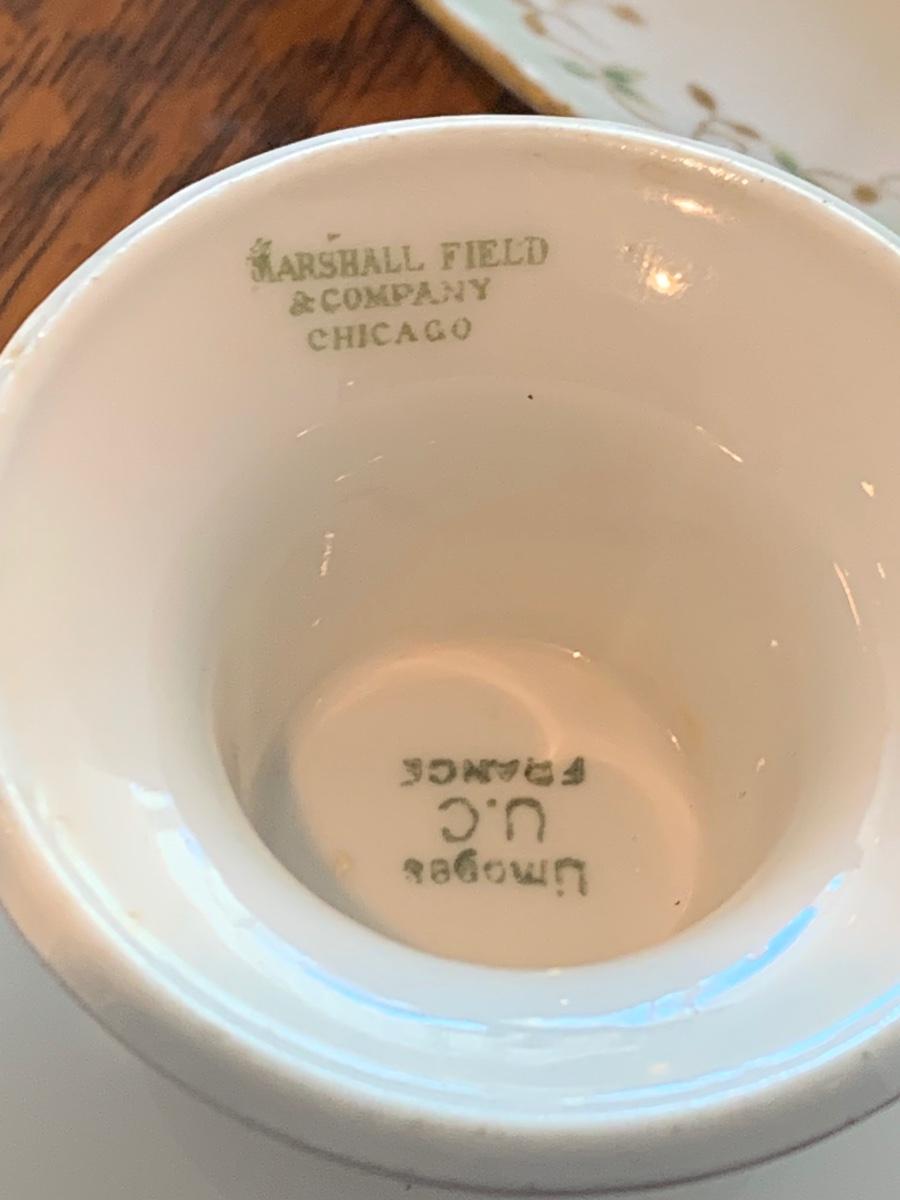 MARSHALL FIELD
& COMPANY
CHICAGO
Limoges
U.C
FRANCE